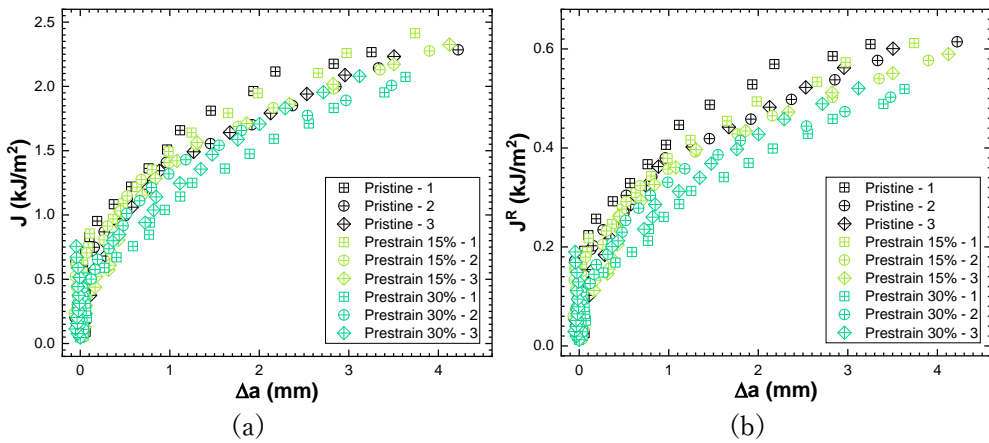 2.5
2.0
1.5
1.0
0.5
0.0
J (kJ/m²)
0
1
2
3
4
Δa (mm)
Pristine - 1
Pristine - 2
Pristine - 3
Prestrain 15% - 1
Prestrain 15% - 2
Prestrain 15% - 3
Prestrain 30% - 1
Prestrain 30% - 2
Prestrain 30% - 3
(a)
0.6
0.4
0.2
0.0
Jᴿ (kJ/m²)
0
1
2
3
4
Δa (mm)
Pristine - 1
Pristine - 2
Pristine - 3
Prestrain 15% - 1
Prestrain 15% - 2
Prestrain 15% - 3
Prestrain 30% - 1
Prestrain 30% - 2
Prestrain 30% - 3
(b)